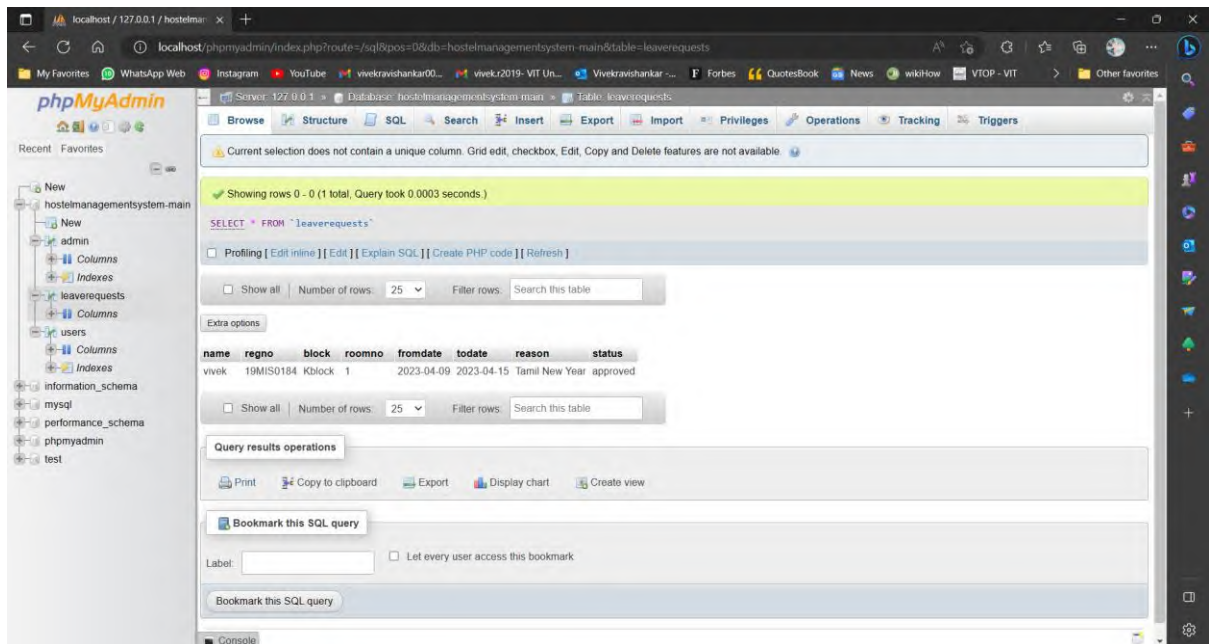 localhost / 127.0.0.1 / hostelmar
localhost/phpmyadmin/index.php?route=/sql&pos=0&db=hostelmanagementsystem-main&table=leaverequests
My Favorites WhatsApp Web Instagram YouTube vivekravishankar00... vivek.r2019- VIT Un... Vivekravishankar -... Forbes QuotesBook News wikiHow VTOP - VIT Other favorites
phpMyAdmin
Recent Favorites
New
hostelmanagementsystem-main
New
admin
Columns
Indexes
leaverequests
Columns
users
Columns
Indexes
information_schema
mysql
performance_schema
phpmyadmin
test
Server: 127.0.0.1 » Database: hostelmanagementsystem-main » Table: leaverequests
Browse Structure SQL Search Insert Export Import Privileges Operations Tracking Triggers
Current selection does not contain a unique column. Grid edit, checkbox, Edit, Copy and Delete features are not available.
Showing rows 0 - 0 (1 total, Query took 0.0003 seconds.)
SELECT * FROM `leaverequests`
Profiling [ Edit inline ] [ Edit ] [ Explain SQL ] [ Create PHP code ] [ Refresh ]
Show all Number of rows: 25 Filter rows: Search this table
Extra options
name regno block roomno fromdate todate reason status
vivek 19MIS0184 Kblock 1 2023-04-09 2023-04-15 Tamil New Year approved
Show all Number of rows: 25 Filter rows: Search this table
Query results operations
Print Copy to clipboard Export Display chart Create view
Bookmark this SQL query
Label: Let every user access this bookmark
Bookmark this SQL query
Console